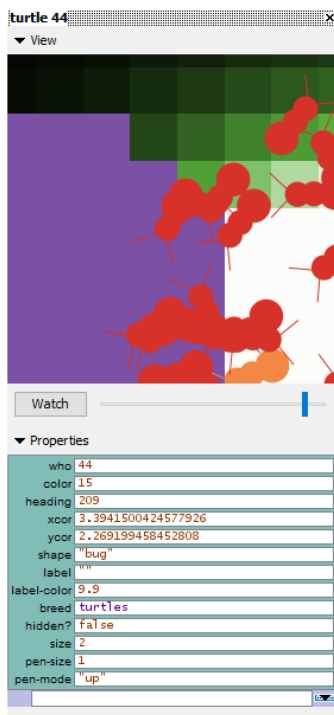 turtle 44
View
Watch
Properties
who 44
color 15
heading 209
xcor 3.3941500424577926
ycor 2.269199458452808
shape "bug"
label ""
label-color 9.9
breed turtles
hidden? false
size 2
pen-size 1
pen-mode "up"